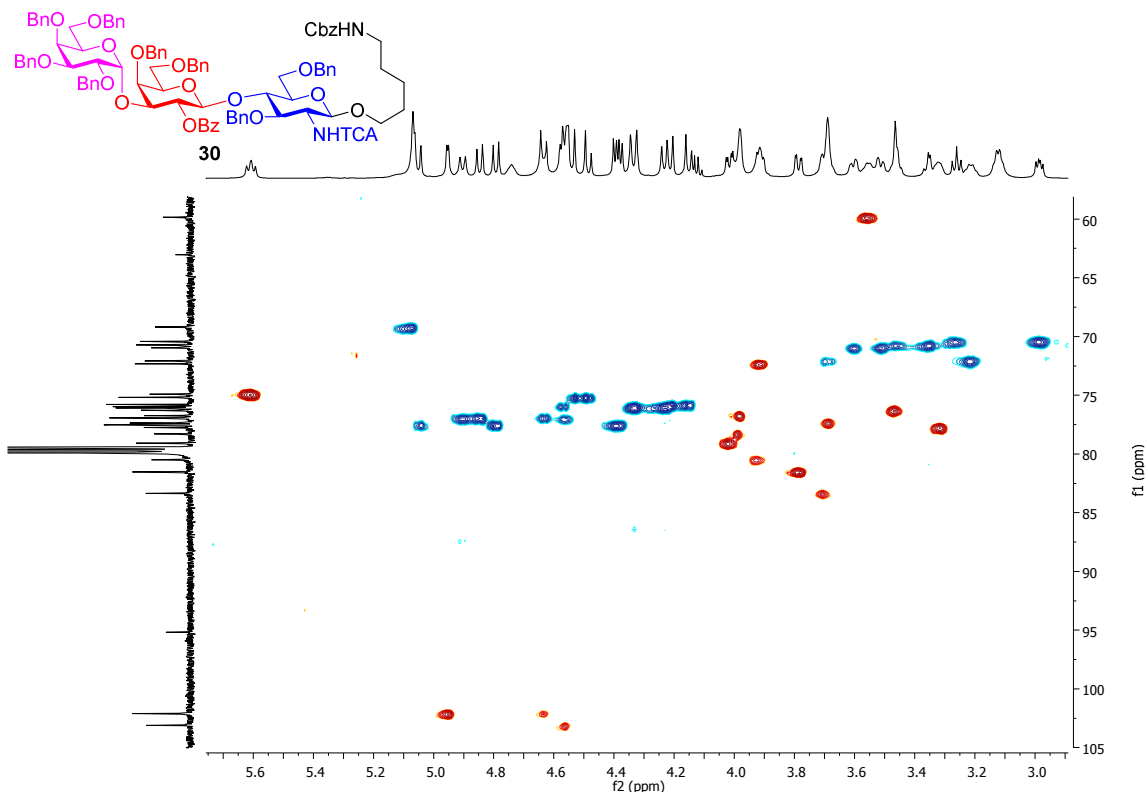 BnO OBn
O
BnO
BnO
O
OBn
OBn
O
OBz
O
OBn
O
BnO
NHTCA
O
CbzHN
30
60
65
70
75
80
85
90
95
100
105
f1 (ppm)
5.6 5.4 5.2 5.0 4.8 4.6 4.4 4.2 4.0 3.8 3.6 3.4 3.2 3.0
f2 (ppm)